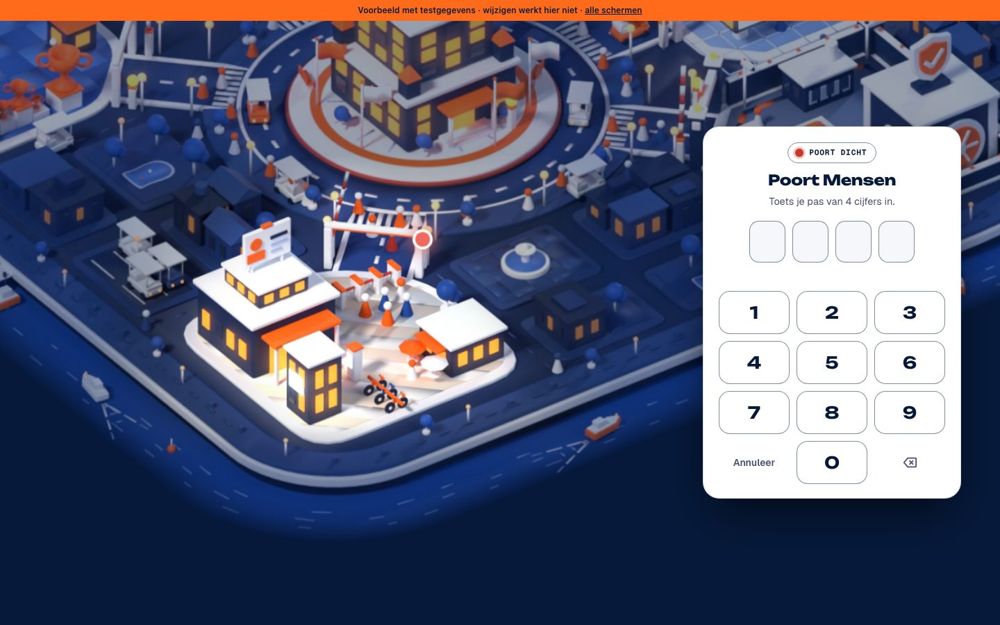 Voorbeeld met testgegevens · wijzigen werkt hier niet · alle schermen
POORT DICHT
Poort Mensen
Toets je pas van 4 cijfers in.
1 2 3
4 5 6
7 8 9
Annuleer 0